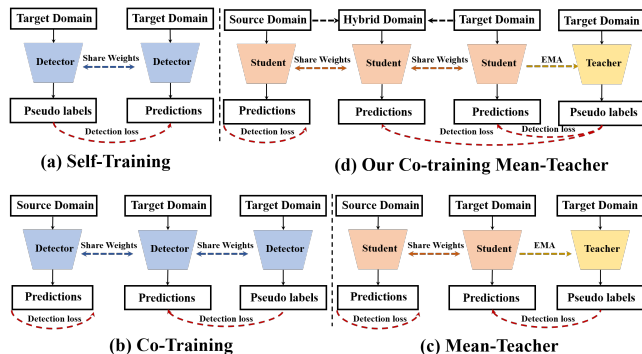 Target Domain
Target Domain
Detector
Share Weights
Detector
Pseudo labels
Predictions
Detection loss
(a) Self-Training
Source Domain
Hybrid Domain
Target Domain
Target Domain
Student
Share Weights
Student
Share Weights
Student
EMA
Teacher
Predictions
Predictions
Predictions
Pseudo labels
Detection loss
Detection loss
Detection loss
(d) Our Co-training Mean-Teacher
Source Domain
Target Domain
Target Domain
Detector
Share Weights
Detector
Share Weights
Detector
Predictions
Predictions
Pseudo labels
Detection loss
Detection loss
(b) Co-Training
Source Domain
Target Domain
Target Domain
Student
Share Weights
Student
EMA
Teacher
Predictions
Predictions
Pseudo labels
Detection loss
Detection loss
(c) Mean-Teacher